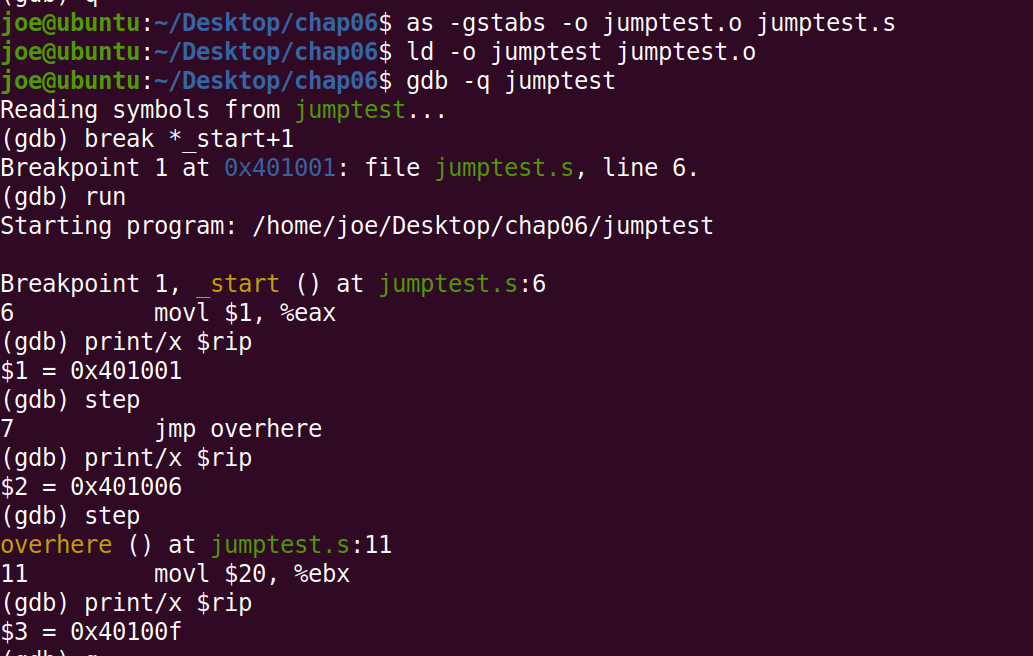 (gdb) q
joe@ubuntu:~/Desktop/chap06$ as -gstabs -o jumptest.o jumptest.s
joe@ubuntu:~/Desktop/chap06$ ld -o jumptest jumptest.o
joe@ubuntu:~/Desktop/chap06$ gdb -q jumptest
Reading symbols from jumptest...
(gdb) break *_start+1
Breakpoint 1 at 0x401001: file jumptest.s, line 6.
(gdb) run
Starting program: /home/joe/Desktop/chap06/jumptest

Breakpoint 1, _start () at jumptest.s:6
6          movl $1, %eax
(gdb) print/x $rip
$1 = 0x401001
(gdb) step
7          jmp overhere
(gdb) print/x $rip
$2 = 0x401006
(gdb) step
overhere () at jumptest.s:11
11         movl $20, %ebx
(gdb) print/x $rip
$3 = 0x40100f
(gdb)